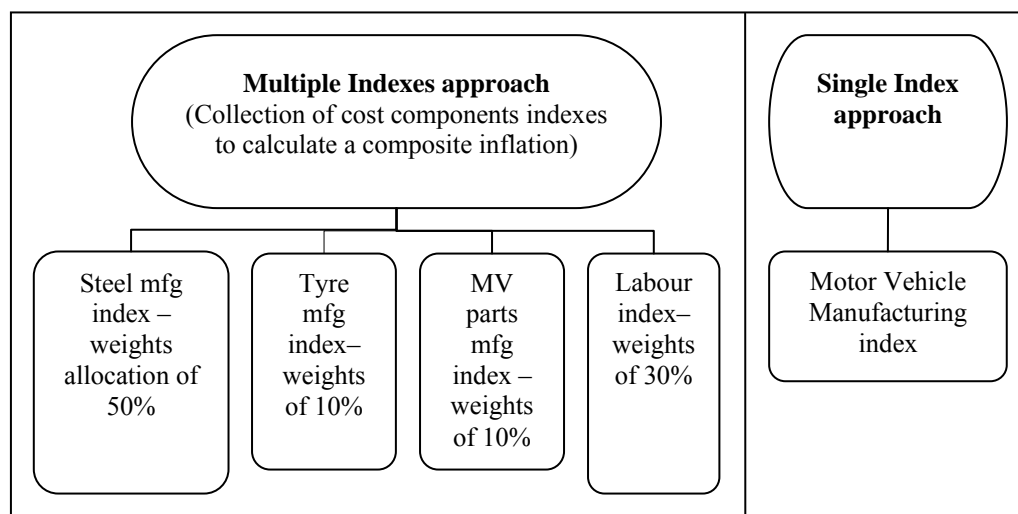 Multiple Indexes approach
(Collection of cost components indexes
to calculate a composite inflation)
Steel mfg
index –
weights
allocation of
50%
Tyre
mfg
index–
weights
of 10%
MV
parts
mfg
index –
weights
of 10%
Labour
index–
weights
of 30%
Single Index
approach
Motor Vehicle
Manufacturing
index